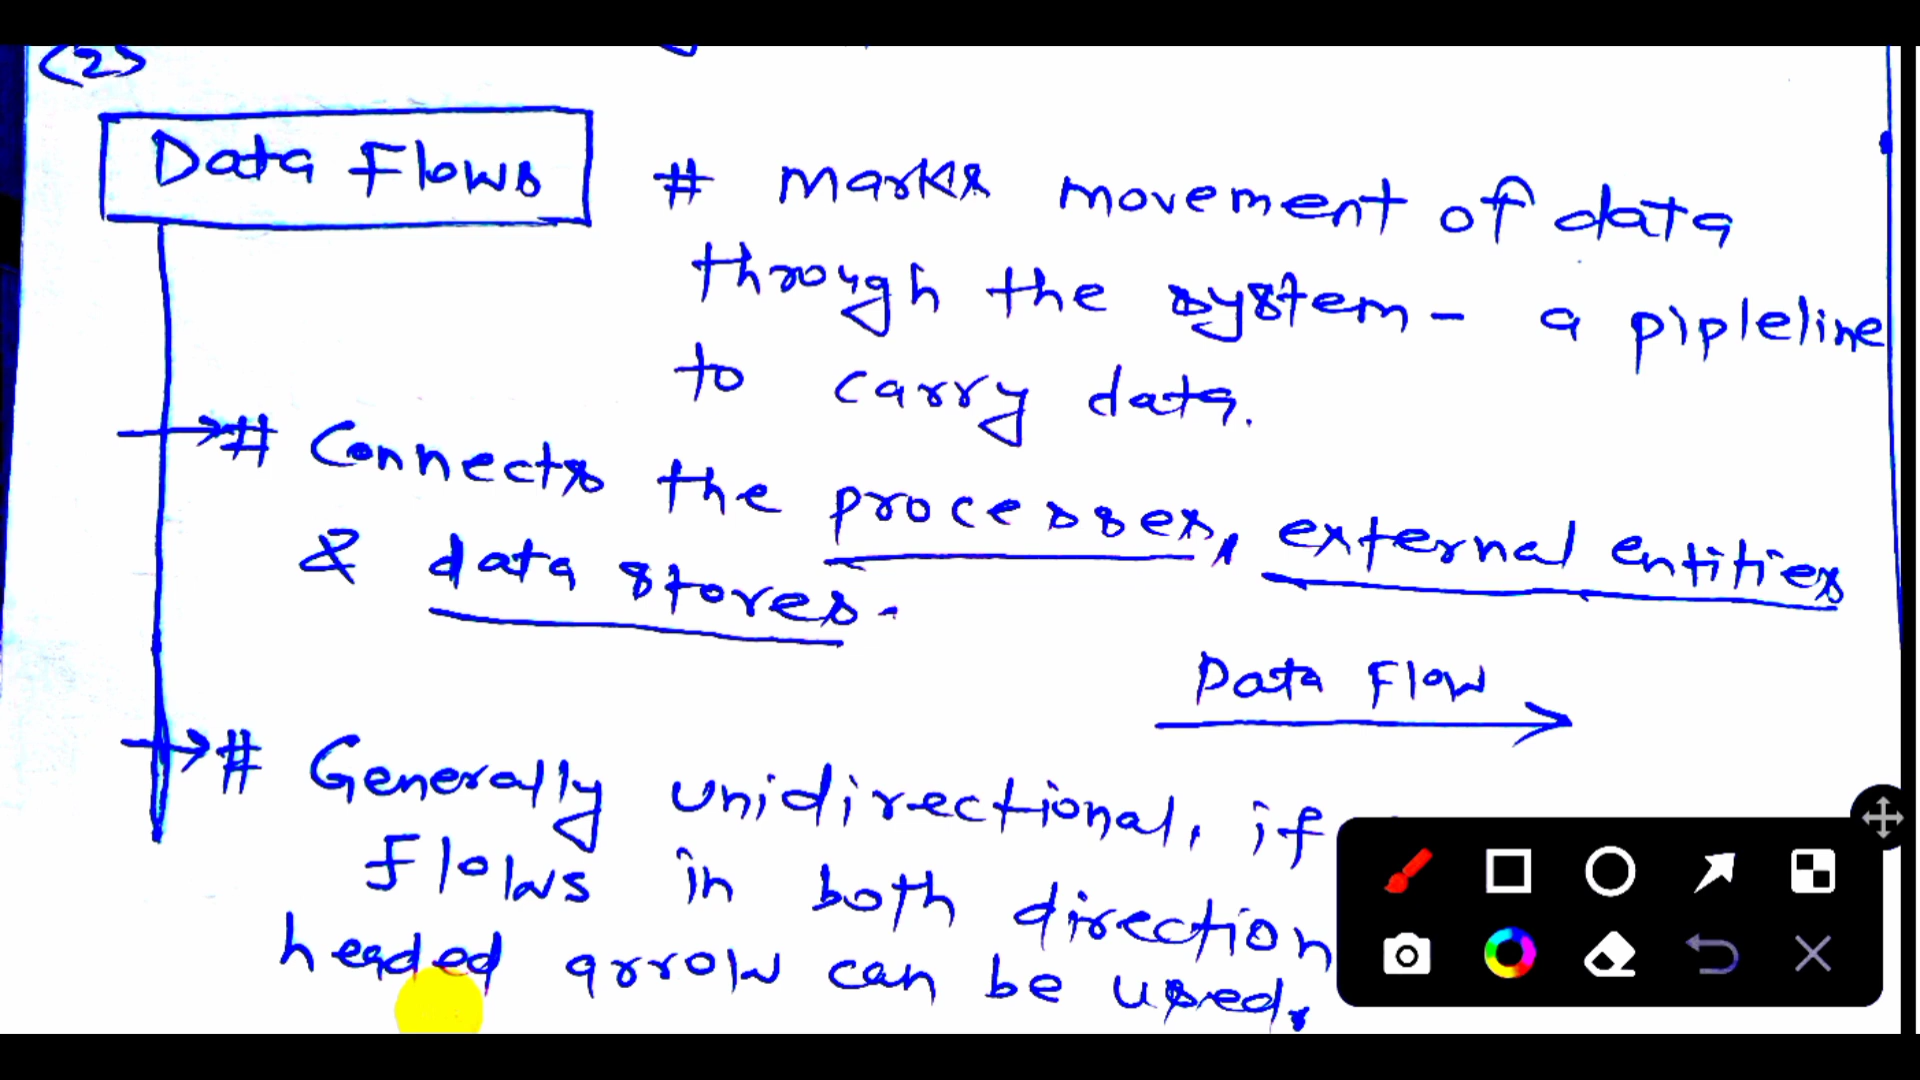 (2)
Data Flows
# marks movement of data
through the system - a pipleline
to carry data.
# Connects the processes, external entities
& data stores.
Data Flow
# Generally unidirectional, if
flows in both direction
headed arrow can be used.